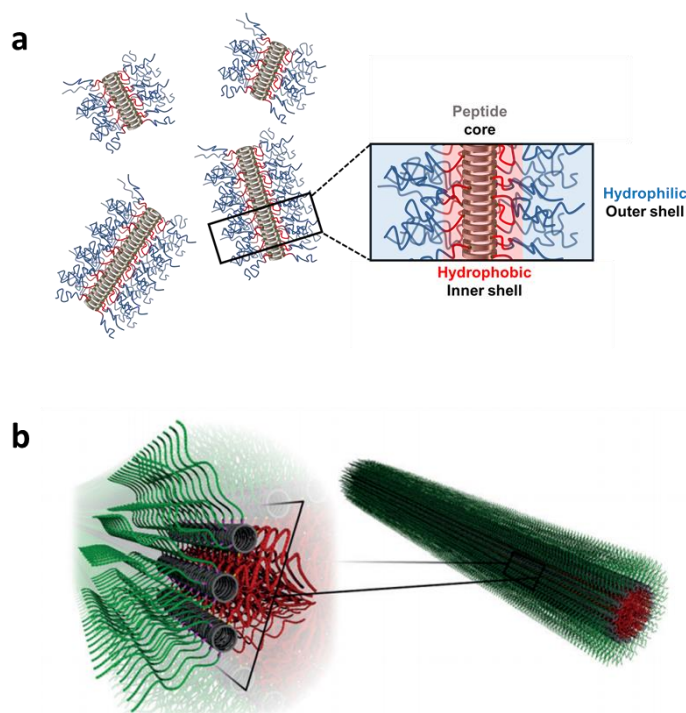 a
Peptide
core
Hydrophilic
Outer shell
Hydrophobic
Inner shell
b